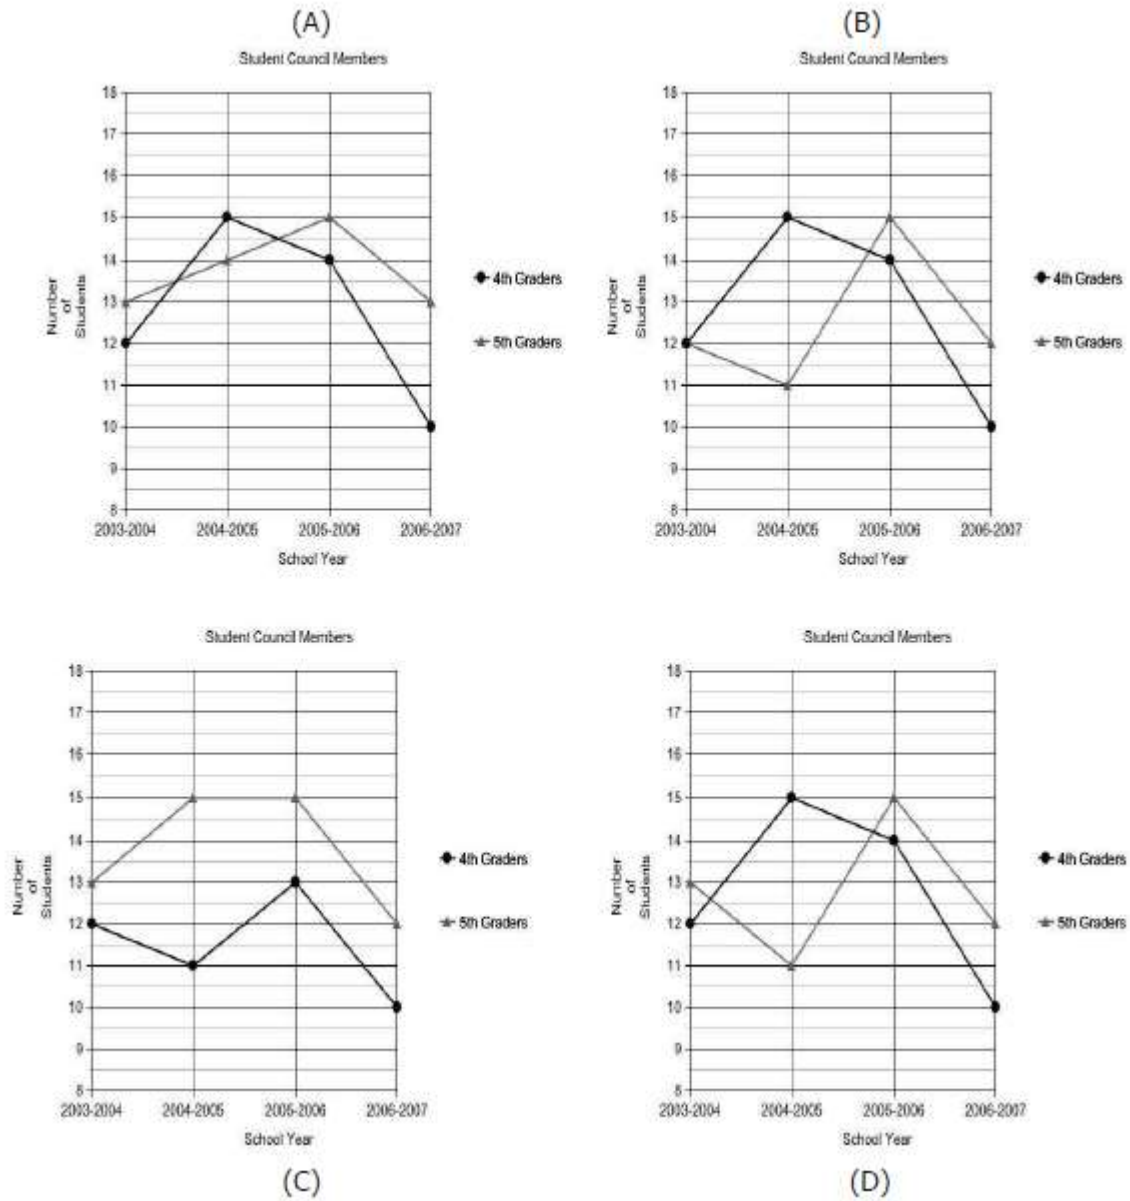 (A)
Student Council Members
18
17
16
15
14
13
12
11
10
9
8
Number
of
Students
2003-2004 2004-2005 2005-2006 2006-2007
School Year
4th Graders
5th Graders
(B)
Student Council Members
18
17
16
15
14
13
12
11
10
9
8
Number
of
Students
2003-2004 2004-2005 2005-2006 2006-2007
School Year
4th Graders
5th Graders
Student Council Members
18
17
16
15
14
13
12
11
10
9
8
Number
of
Students
2003-2004 2004-2005 2005-2006 2006-2007
School Year
4th Graders
5th Graders
(C)
Student Council Members
18
17
16
15
14
13
12
11
10
9
8
Number
of
Students
2003-2004 2004-2005 2005-2006 2006-2007
School Year
4th Graders
5th Graders
(D)